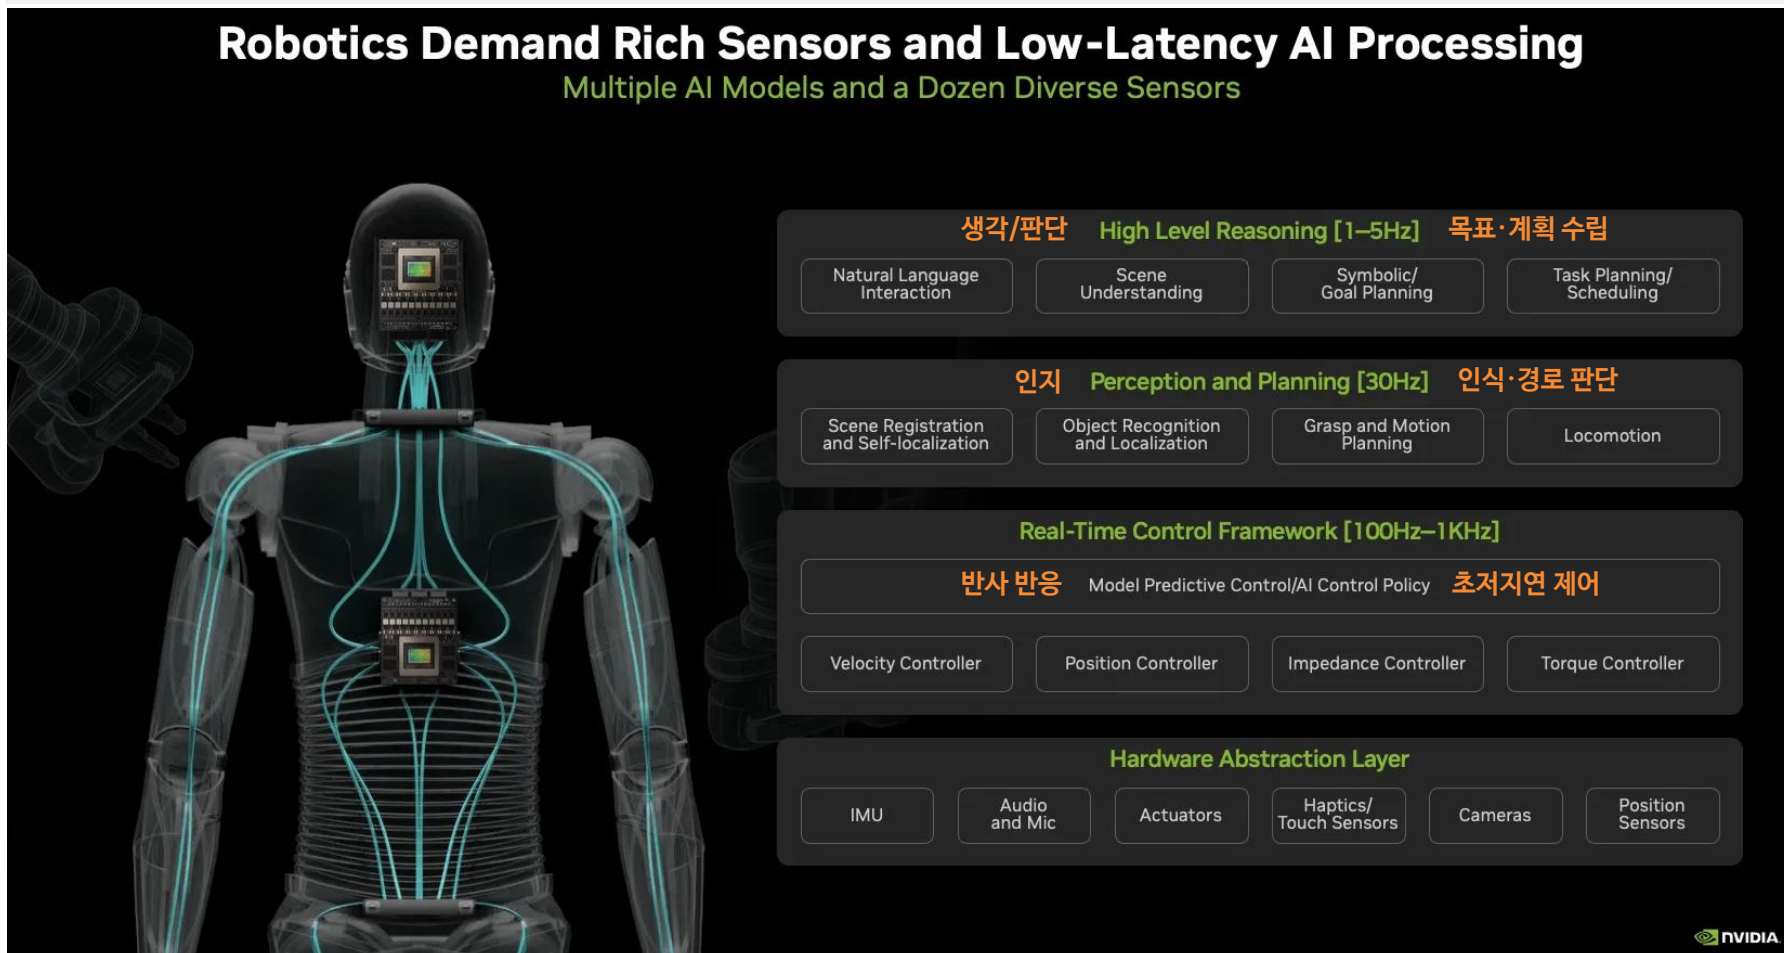 Robotics Demand Rich Sensors and Low-Latency AI Processing
Multiple AI Models and a Dozen Diverse Sensors
생각/판단 High Level Reasoning [1–5Hz] 목표·계획 수립
Natural Language
Interaction
Scene
Understanding
Symbolic/
Goal Planning
Task Planning/
Scheduling
인지 Perception and Planning [30Hz] 인식·경로 판단
Scene Registration
and Self-localization
Object Recognition
and Localization
Grasp and Motion
Planning
Locomotion
Real-Time Control Framework [100Hz–1KHz]
반사 반응 Model Predictive Control/AI Control Policy 초저지연 제어
Velocity Controller
Position Controller
Impedance Controller
Torque Controller
Hardware Abstraction Layer
IMU
Audio
and Mic
Actuators
Haptics/
Touch Sensors
Cameras
Position
Sensors
NVIDIA